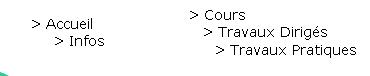 > Accueil
> Infos
> Cours
> Travaux Dirigés
> Travaux Pratiques